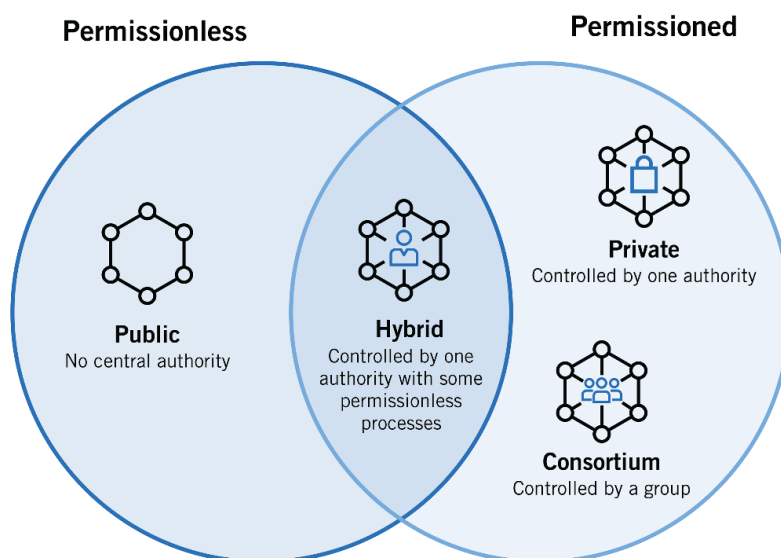 Permissionless
Permissioned
Public
No central authority
Hybrid
Controlled by one
authority with some
permissionless
processes
Private
Controlled by one authority
Consortium
Controlled by a group